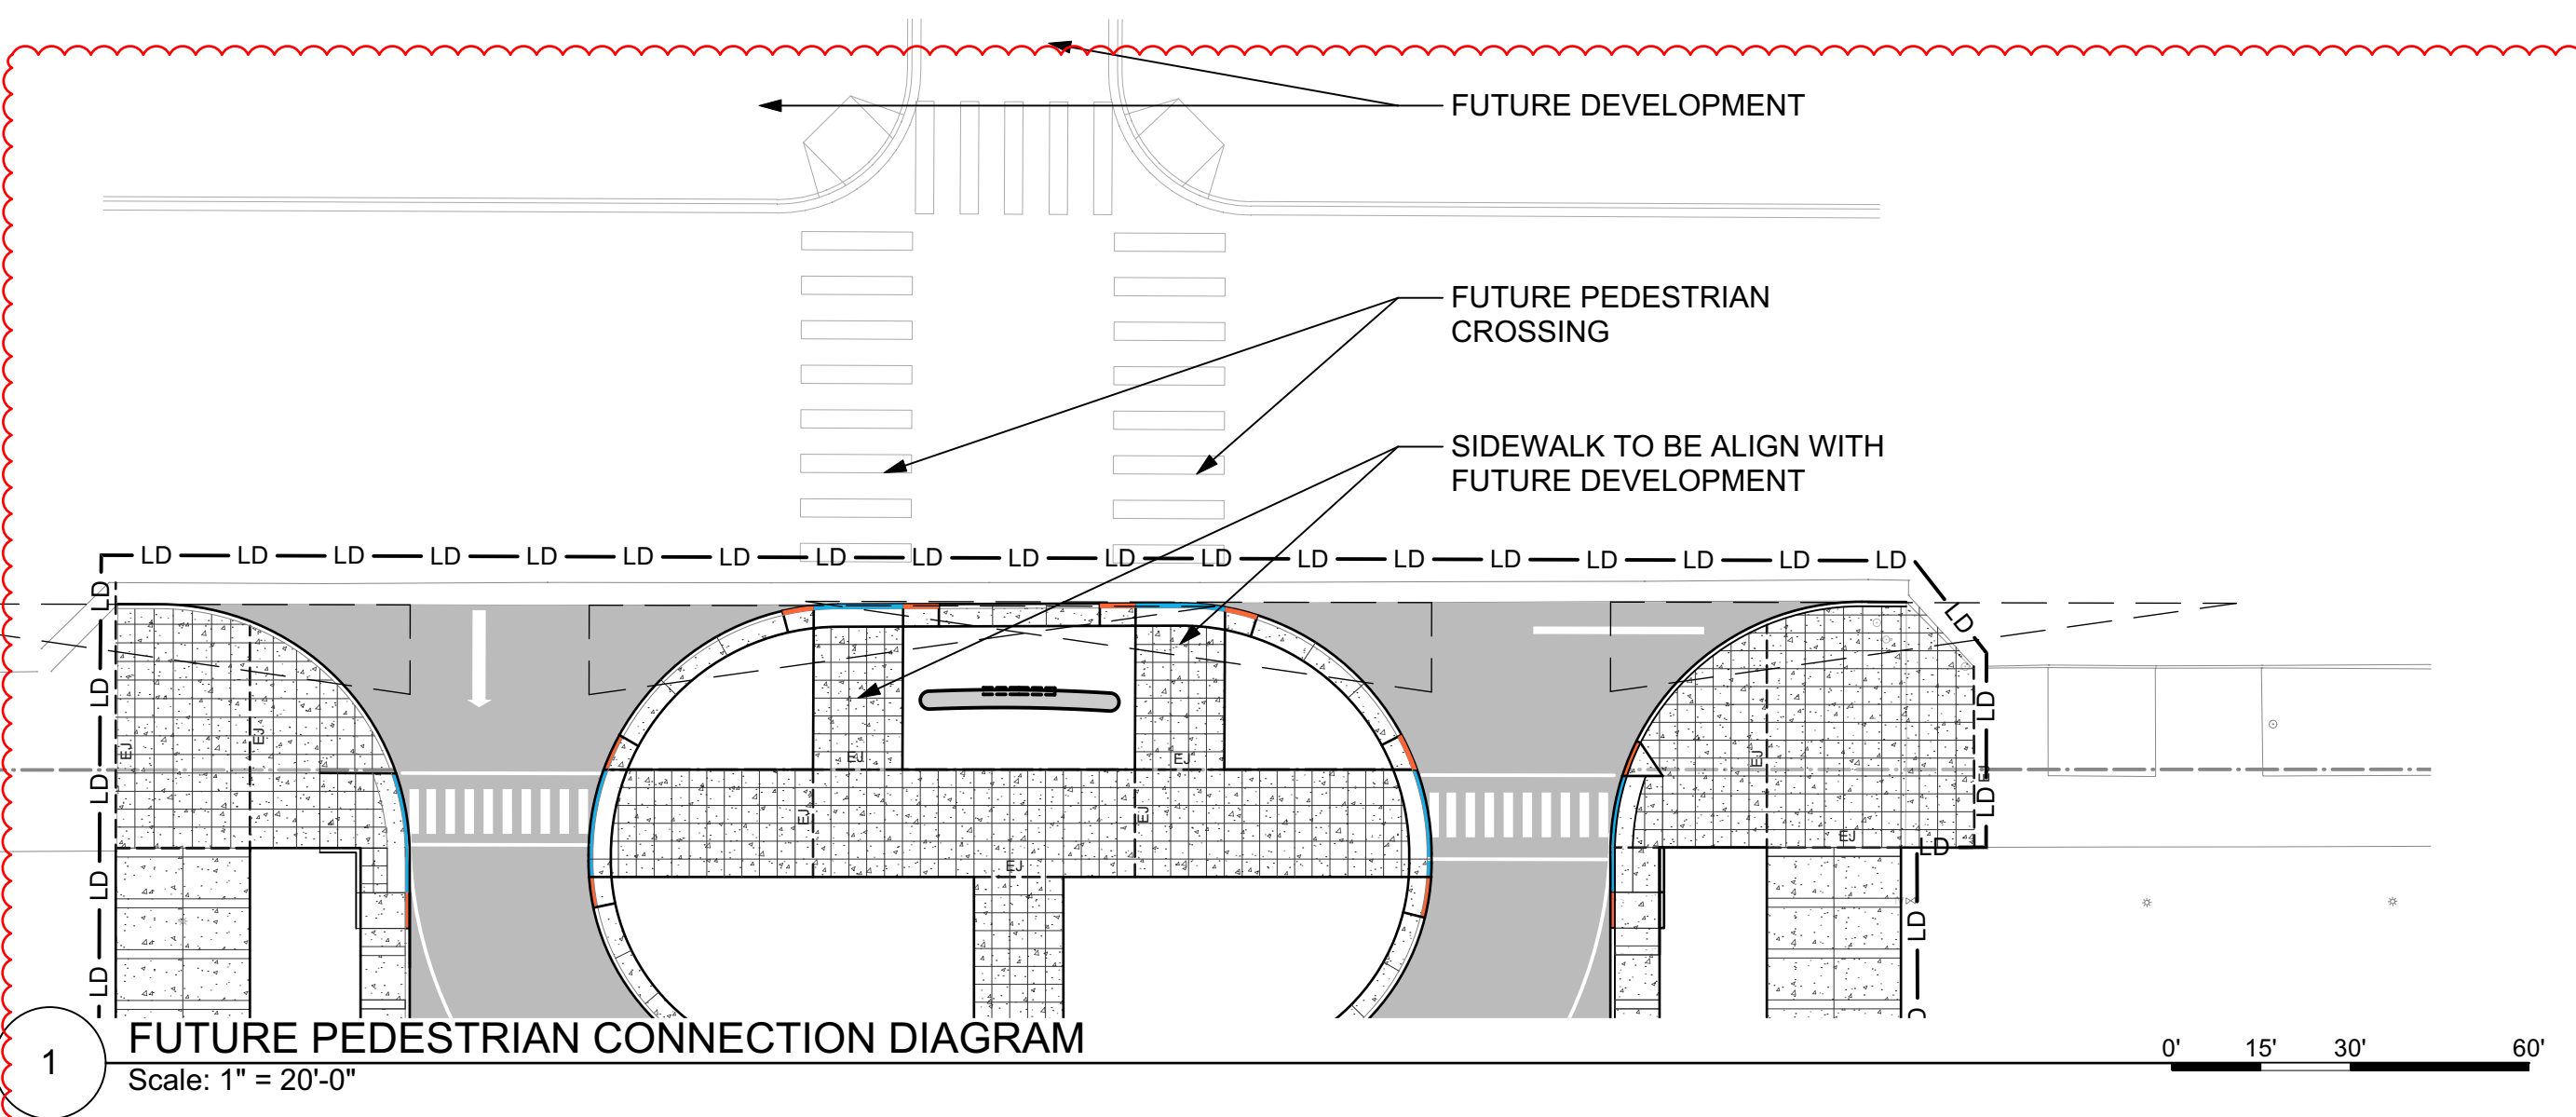 FUTURE DEVELOPMENT
FUTURE PEDESTRIAN
CROSSING
SIDEWALK TO BE ALIGN WITH
FUTURE DEVELOPMENT
LD LD LD LD LD LD LD LD LD LD LD LD LD LD LD LD LD LD LD
LD
LD
LD
LD
LD
LD
LD
LD
LD
LD
EJ
EJ
EJ
EJ
EJ
EJ
EJ
EJ
EJ
EJ
1
FUTURE PEDESTRIAN CONNECTION DIAGRAM
Scale: 1" = 20'-0"
0' 15' 30' 60'